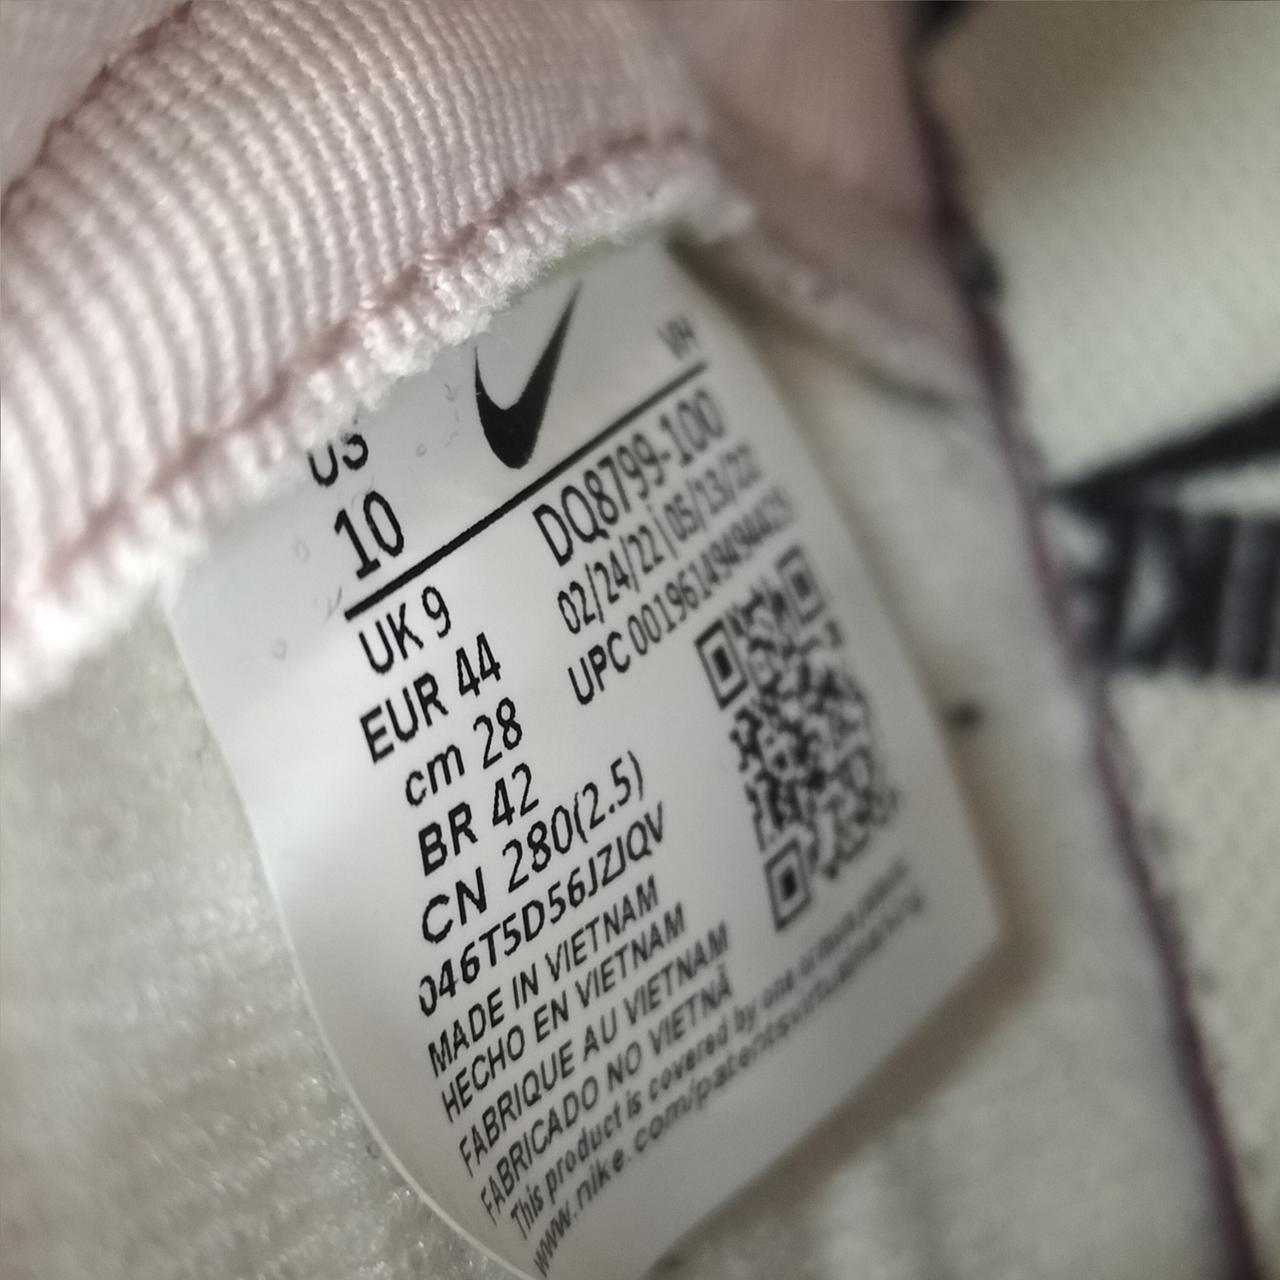 US
10
VH
UK 9
EUR 44
cm 28
BR 42
CN 280(2.5)
DQ8799-100
02/24/22|05/13/22
UPC
046T5D56JZJQV
MADE IN VIETNAM
HECHO EN VIETNAM
FABRIQUE AU VIETNAM
FABRICADO NO VIETNÃ
This product is covered by one or more patents.
www.nike.com/patents